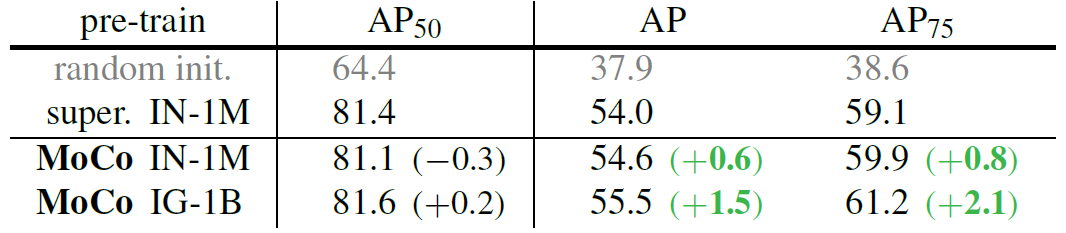 pre-train AP50 AP AP75
random init. 64.4 37.9 38.6
super. IN-1M 81.4 54.0 59.1
MoCo IN-1M 81.1 (−0.3) 54.6 (+0.6) 59.9 (+0.8)
MoCo IG-1B 81.6 (+0.2) 55.5 (+1.5) 61.2 (+2.1)